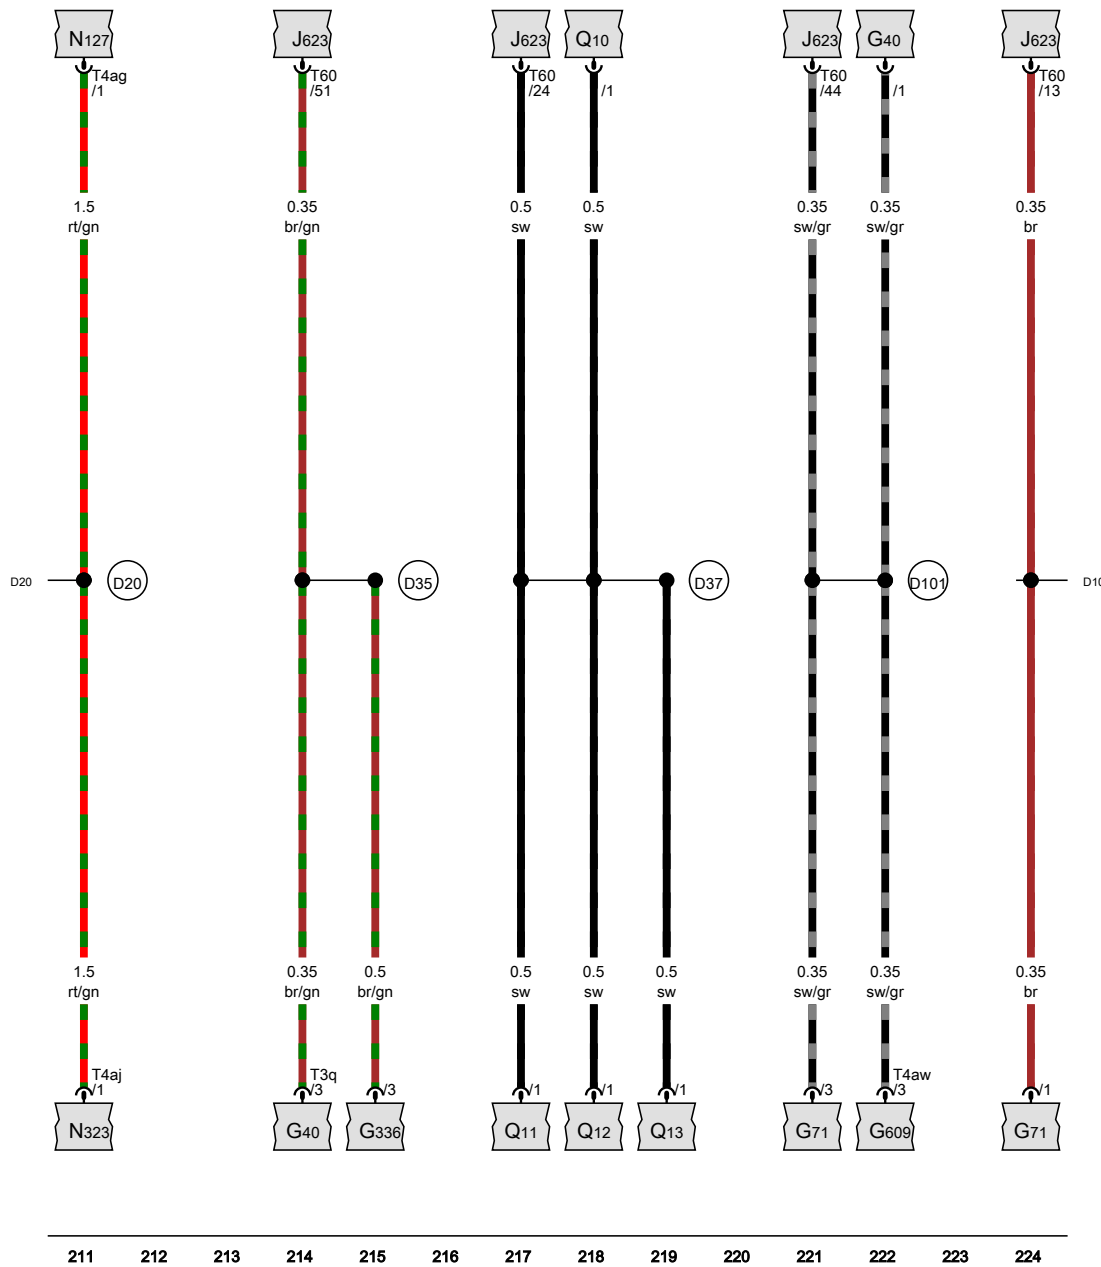 N127 J623 J623 Q10 J623 G40 J623
T4ag /1 T60 /51 T60 /24 /1 T60 /44 /1 T60 /13
1.5 0.35 0.5 0.5 0.35 0.35 0.35
rt/gn br/gn sw sw sw/gr sw/gr br
D20 D20 D35 D37 D101
1.5 0.35 0.5 0.5 0.5 0.5 0.35 0.35 0.35
rt/gn br/gn br/gn sw sw sw sw/gr sw/gr br
T4aj /1 T3q /3 /3 /1 /1 /1 /3 T4aw /3 /1
N323 G40 G336 Q11 Q12 Q13 G71 G609 G71
211 212 213 214 215 216 217 218 219 220 221 222 223 224